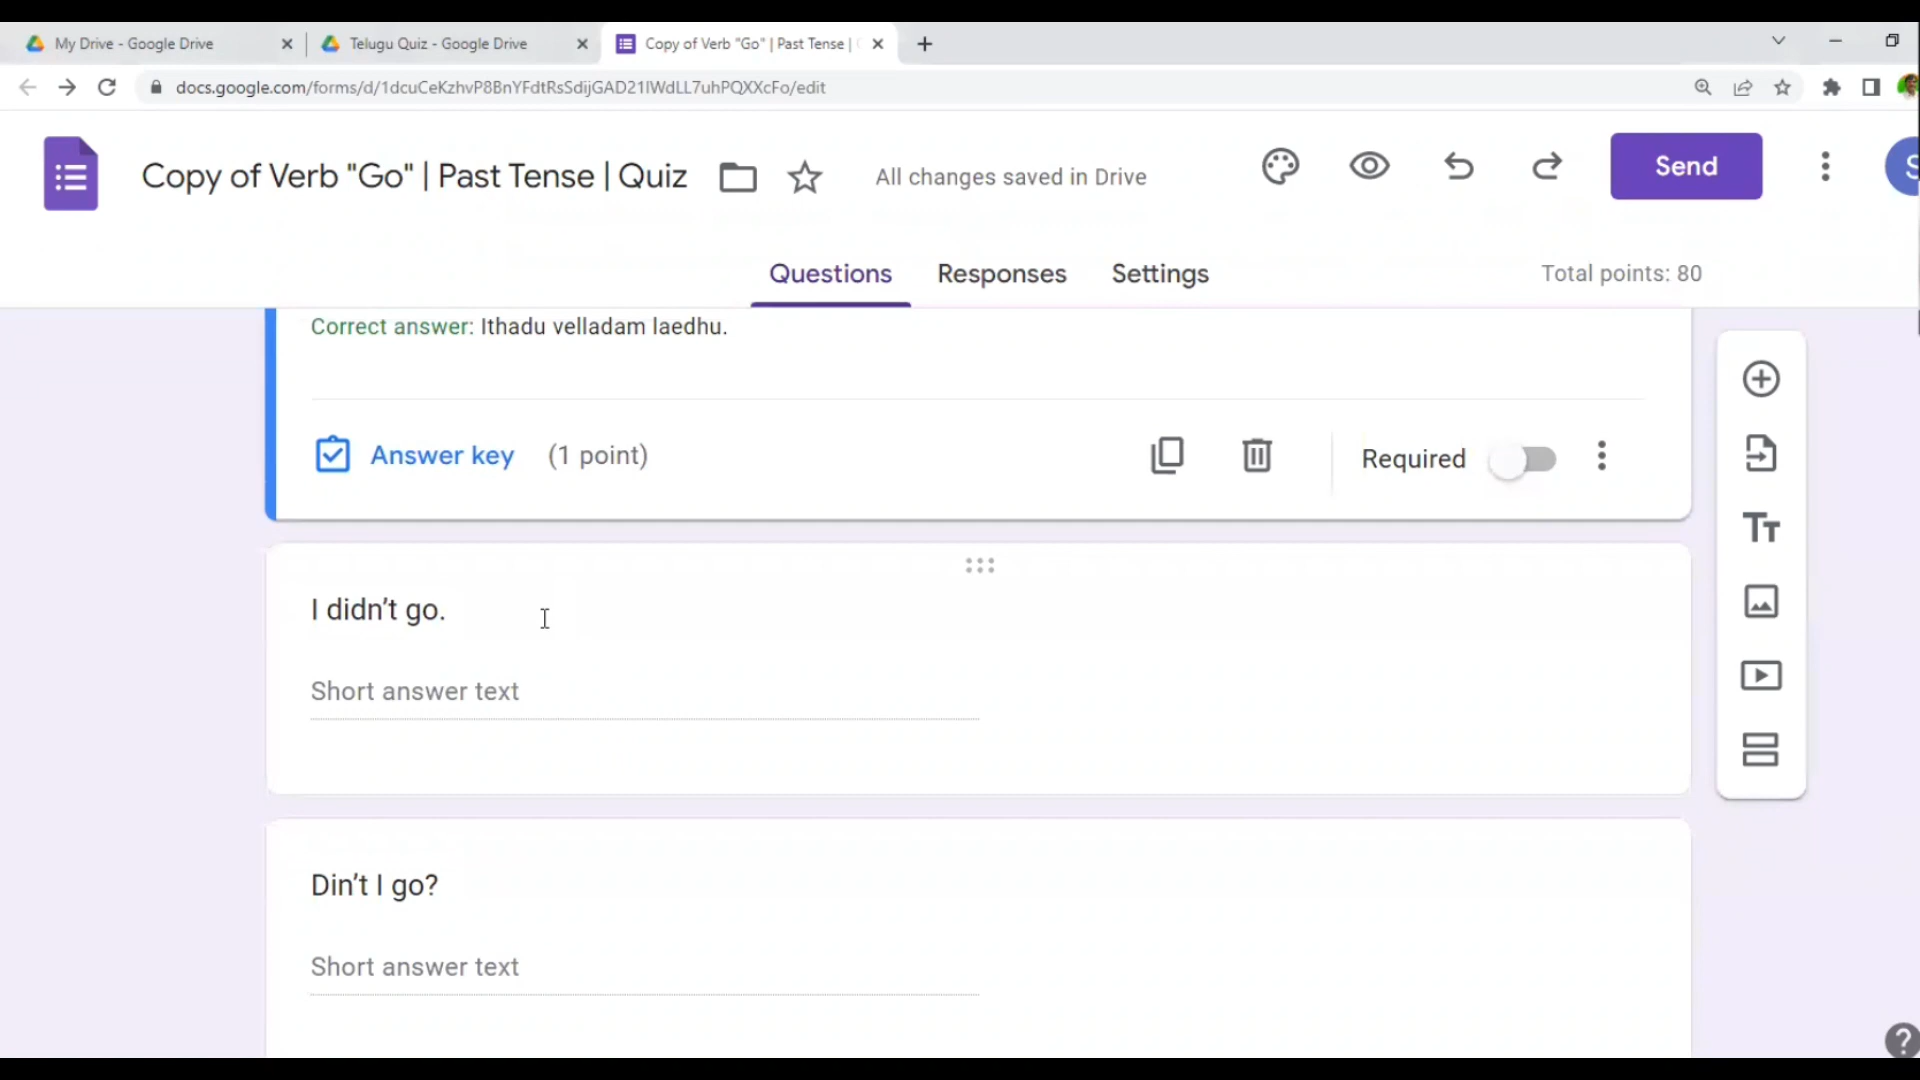 My Drive - Google Drive
Telugu Quiz - Google Drive
Copy of Verb "Go" | Past Tense |
docs.google.com/forms/d/1dcuCeKzhvP8BnYFdtRsSdijGAD21IWdLL7uhPQXXcFo/edit
Copy of Verb "Go" | Past Tense | Quiz
All changes saved in Drive
Send
S
Questions
Responses
Settings
Total points: 80
Correct answer: Ithadu velladam laedhu.
Answer key
(1 point)
Required
I didn’t go.
Short answer text
Din’t I go?
Short answer text